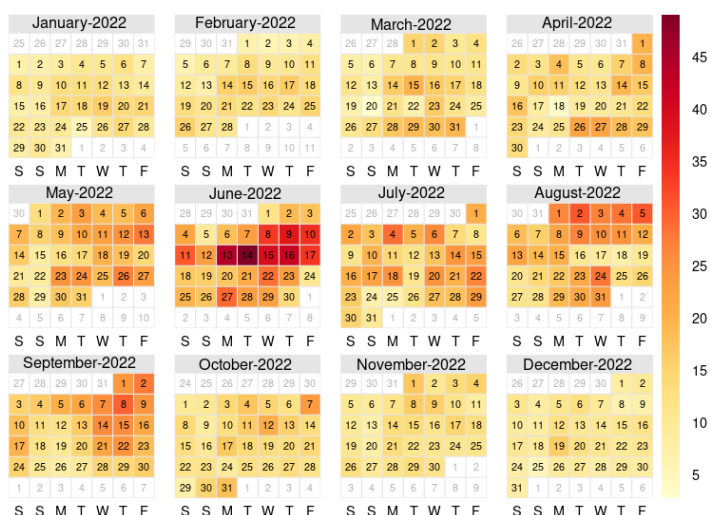 January-2022
25 26 27 28 29 30 31
1 2 3 4 5 6 7
8 9 10 11 12 13 14
15 16 17 18 19 20 21
22 23 24 25 26 27 28
29 30 31 1 2 3 4
S S M T W T F
February-2022
29 30 31 1 2 3 4
5 6 7 8 9 10 11
12 13 14 15 16 17 18
19 20 21 22 23 24 25
26 27 28 1 2 3 4
5 6 7 8 9 10 11
S S M T W T F
March-2022
26 27 28 1 2 3 4
5 6 7 8 9 10 11
12 13 14 15 16 17 18
19 20 21 22 23 24 25
26 27 28 29 30 31 1
2 3 4 5 6 7 8
S S M T W T F
April-2022
26 27 28 29 30 31 1
2 3 4 5 6 7 8
9 10 11 12 13 14 15
16 17 18 19 20 21 22
23 24 25 26 27 28 29
30 1 2 3 4 5 6
S S M T W T F
May-2022
30 1 2 3 4 5 6
7 8 9 10 11 12 13
14 15 16 17 18 19 20
21 22 23 24 25 26 27
28 29 30 31 1 2 3
4 5 6 7 8 9 10
S S M T W T F
June-2022
28 29 30 31 1 2 3
4 5 6 7 8 9 10
11 12 13 14 15 16 17
18 19 20 21 22 23 24
25 26 27 28 29 30 1
2 3 4 5 6 7 8
S S M T W T F
July-2022
25 26 27 28 29 30 1
2 3 4 5 6 7 8
9 10 11 12 13 14 15
16 17 18 19 20 21 22
23 24 25 26 27 28 29
30 31 1 2 3 4 5
S S M T W T F
August-2022
30 31 1 2 3 4 5
6 7 8 9 10 11 12
13 14 15 16 17 18 19
20 21 22 23 24 25 26
27 28 29 30 31 1 2
3 4 5 6 7 8 9
S S M T W T F
September-2022
27 28 29 30 31 1 2
3 4 5 6 7 8 9
10 11 12 13 14 15 16
17 18 19 20 21 22 23
24 25 26 27 28 29 30
1 2 3 4 5 6 7
S S M T W T F
October-2022
24 25 26 27 28 29 30
1 2 3 4 5 6 7
8 9 10 11 12 13 14
15 16 17 18 19 20 21
22 23 24 25 26 27 28
29 30 31 1 2 3 4
S S M T W T F
November-2022
29 30 31 1 2 3 4
5 6 7 8 9 10 11
12 13 14 15 16 17 18
19 20 21 22 23 24 25
26 27 28 29 30 1 2
3 4 5 6 7 8 9
S S M T W T F
December-2022
26 27 28 29 30 1 2
3 4 5 6 7 8 9
10 11 12 13 14 15 16
17 18 19 20 21 22 23
24 25 26 27 28 29 30
31 1 2 3 4 5 6
S S M T W T F
45
40
35
30
25
20
15
10
5